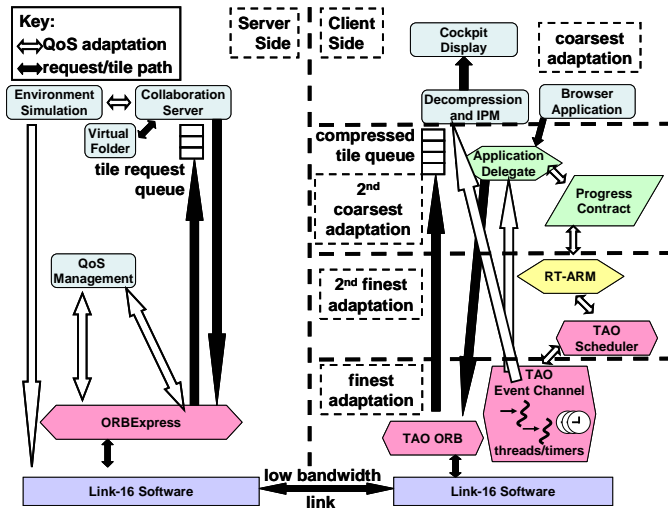 Key:
QoS adaptation
request/tile path
Server
Side
Client
Side
Cockpit
Display
coarsest
adaptation
Environment
Simulation
Collaboration
Server
Decompression
and IPM
Browser
Application
Virtual
Folder
tile request
queue
compressed
tile queue
Application
Delegate
2nd
coarsest
adaptation
Progress
Contract
QoS
Management
2nd finest
adaptation
RT-ARM
TAO
Scheduler
finest
adaptation
TAO
Event Channel
threads/timers
ORBExpress
TAO ORB
low bandwidth
link
Link-16 Software
Link-16 Software